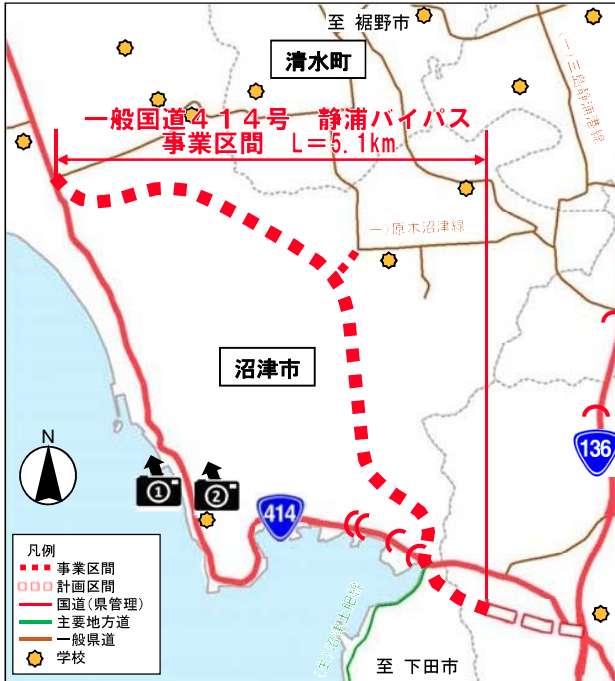 至 裾野市
清水町
(一)三島静浦港線
一般国道414号 静浦バイパス
事業区間 L=5.1km
(一)原木沼津線
沼津市
136
N
①
②
414
凡例
事業区間
計画区間
国道(県管理)
主要地方道
一般県道
学校
(主)沼津土肥線
至 下田市